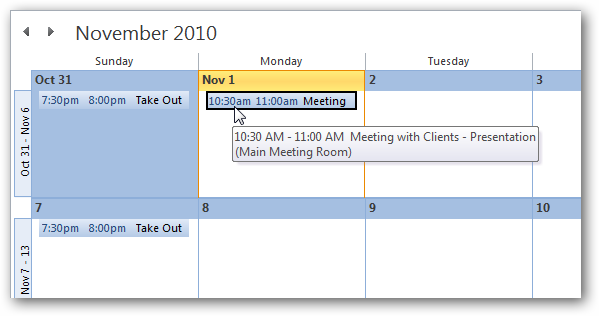 November 2010
Sunday Monday Tuesday
Oct 31 - Nov 6
Oct 31 Nov 1 2 3
7:30pm 8:00pm Take Out 10:30am 11:00am Meeting
10:30 AM - 11:00 AM Meeting with Clients - Presentation
(Main Meeting Room)
Nov 7 - 13
7 8 9 10
7:30pm 8:00pm Take Out